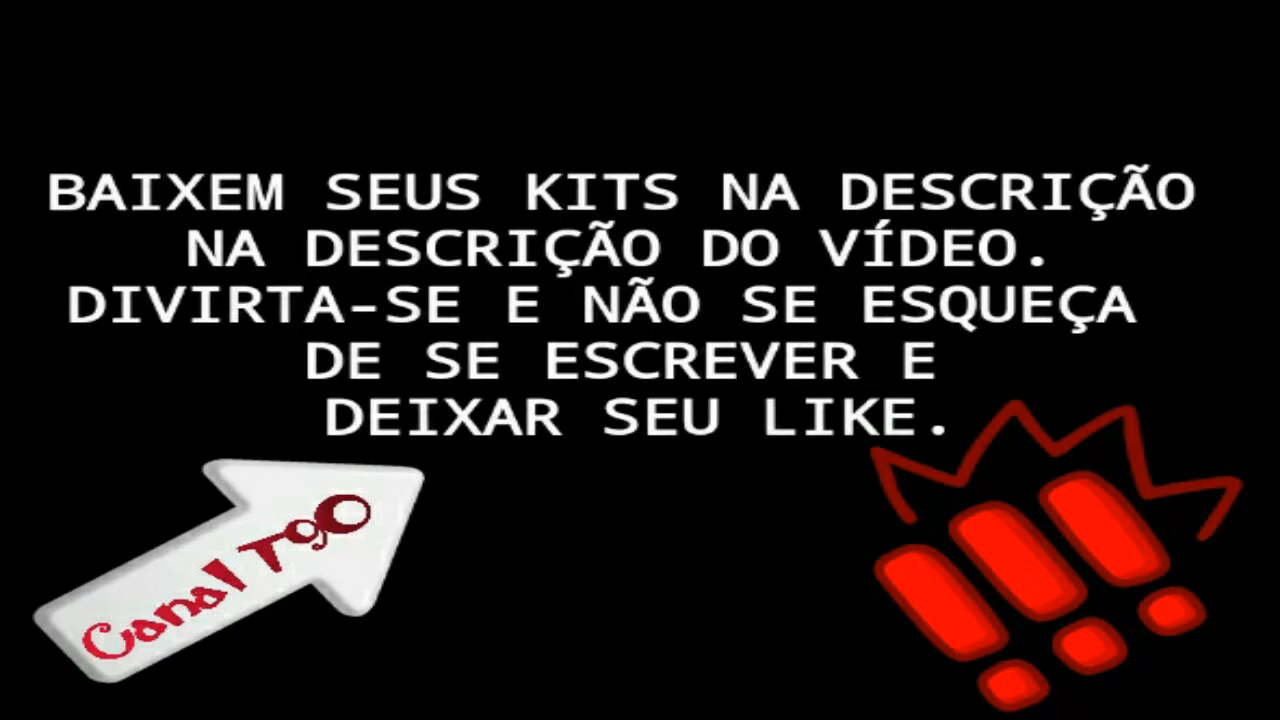 BAIXEM SEUS KITS NA DESCRIÇÃO
NA DESCRIÇÃO DO VÍDEO.
DIVIRTA-SE E NÃO SE ESQUEÇA
DE SE ESCREVER E
DEIXAR SEU LIKE.
Canal TgO
!!!